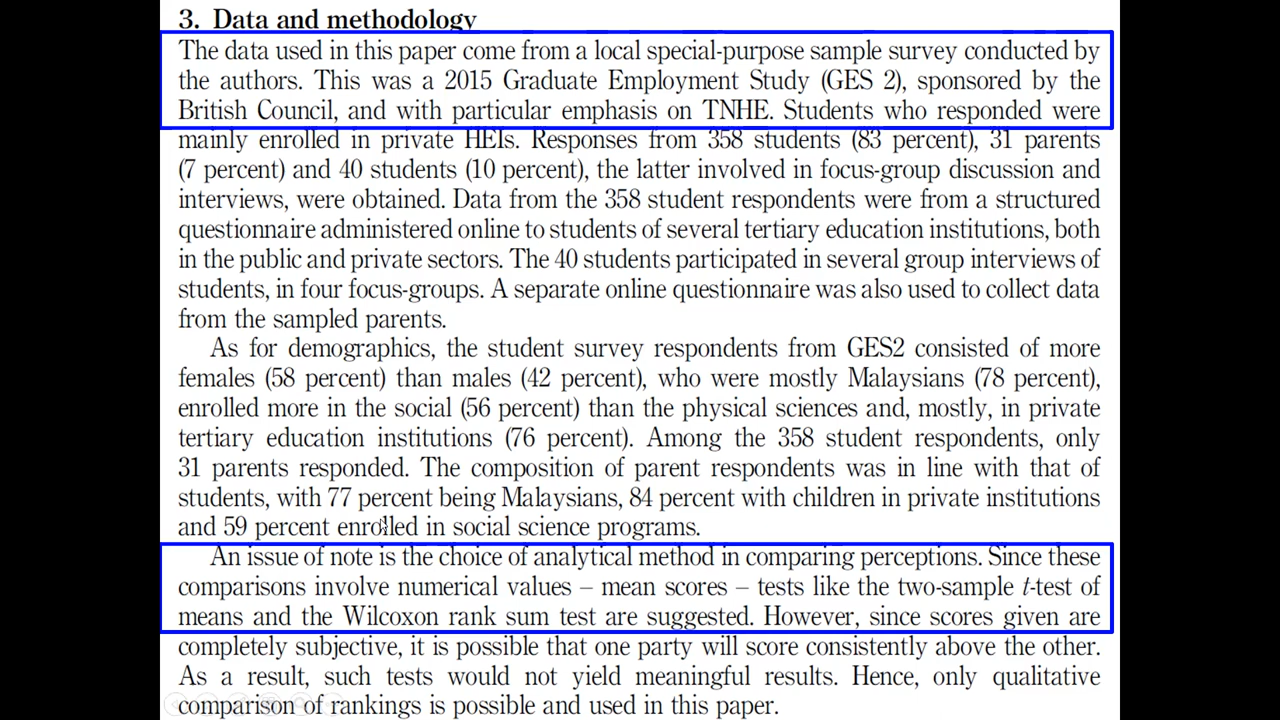 3. Data and methodology
The data used in this paper come from a local special-purpose sample survey conducted by
the authors. This was a 2015 Graduate Employment Study (GES 2), sponsored by the
British Council, and with particular emphasis on TNHE. Students who responded were
mainly enrolled in private HEIs. Responses from 358 students (83 percent), 31 parents
(7 percent) and 40 students (10 percent), the latter involved in focus-group discussion and
interviews, were obtained. Data from the 358 student respondents were from a structured
questionnaire administered online to students of several tertiary education institutions, both
in the public and private sectors. The 40 students participated in several group interviews of
students, in four focus-groups. A separate online questionnaire was also used to collect data
from the sampled parents.
As for demographics, the student survey respondents from GES2 consisted of more
females (58 percent) than males (42 percent), who were mostly Malaysians (78 percent),
enrolled more in the social (56 percent) than the physical sciences and, mostly, in private
tertiary education institutions (76 percent). Among the 358 student respondents, only
31 parents responded. The composition of parent respondents was in line with that of
students, with 77 percent being Malaysians, 84 percent with children in private institutions
and 59 percent enrolled in social science programs.
An issue of note is the choice of analytical method in comparing perceptions. Since these
comparisons involve numerical values – mean scores – tests like the two-sample t-test of
means and the Wilcoxon rank sum test are suggested. However, since scores given are
completely subjective, it is possible that one party will score consistently above the other.
As a result, such tests would not yield meaningful results. Hence, only qualitative
comparison of rankings is possible and used in this paper.